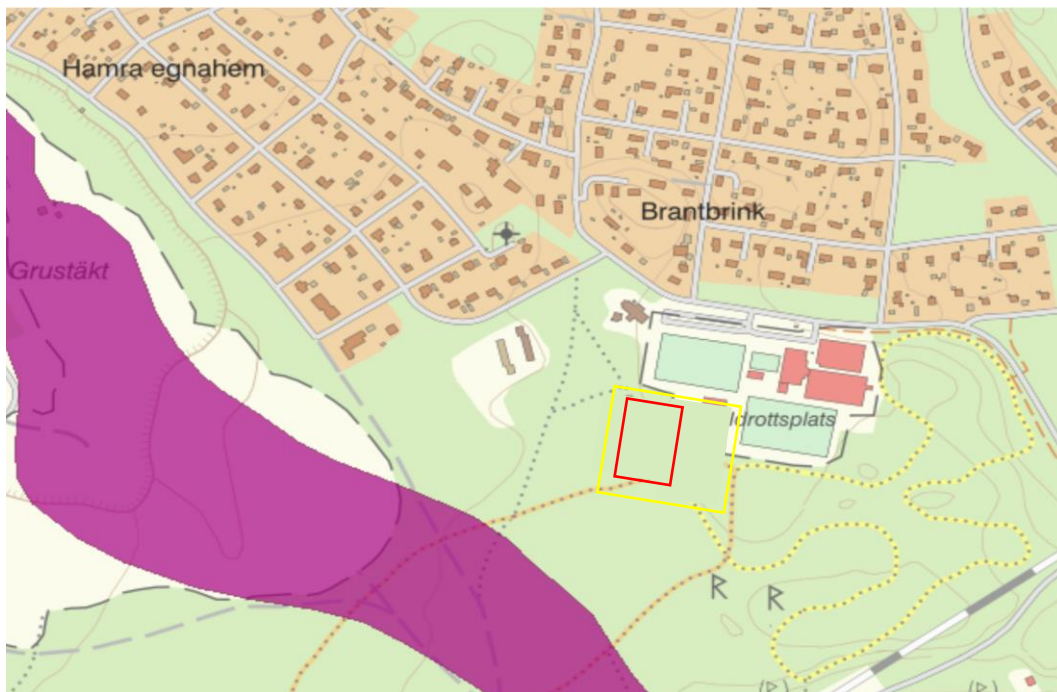 Hamra egnahem
Brantbrink
Grustäkt
Idrottsplats
R
R